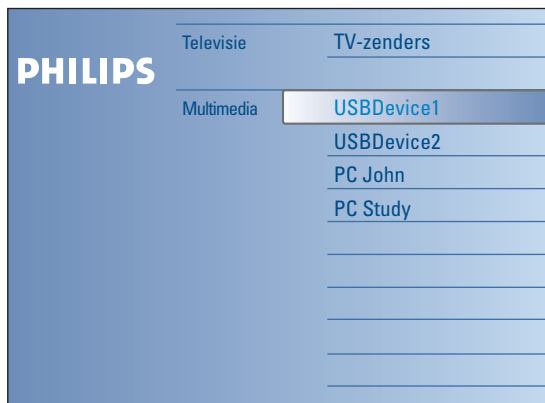 PHILIPS
Televisie TV-zenders
Multimedia USBDevice1
USBDevice2
PC John
PC Study